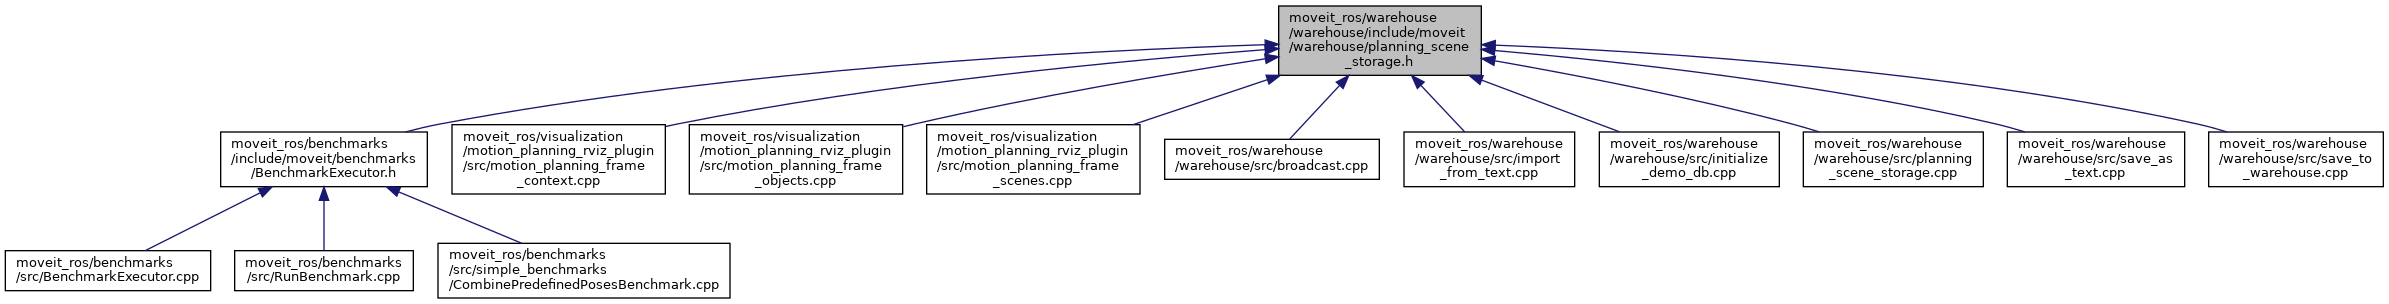 moveit_ros/warehouse
/warehouse/include/moveit
/warehouse/planning_scene
_storage.h
moveit_ros/benchmarks
/include/moveit/benchmarks
/BenchmarkExecutor.h
moveit_ros/visualization
/motion_planning_rviz_plugin
/src/motion_planning_frame
_context.cpp
moveit_ros/visualization
/motion_planning_rviz_plugin
/src/motion_planning_frame
_objects.cpp
moveit_ros/visualization
/motion_planning_rviz_plugin
/src/motion_planning_frame
_scenes.cpp
moveit_ros/warehouse
/warehouse/src/broadcast.cpp
moveit_ros/warehouse
/warehouse/src/import
_from_text.cpp
moveit_ros/warehouse
/warehouse/src/initialize
_demo_db.cpp
moveit_ros/warehouse
/warehouse/src/planning
_scene_storage.cpp
moveit_ros/warehouse
/warehouse/src/save_as
_text.cpp
moveit_ros/warehouse
/warehouse/src/save_to
_warehouse.cpp
moveit_ros/benchmarks
/src/BenchmarkExecutor.cpp
moveit_ros/benchmarks
/src/RunBenchmark.cpp
moveit_ros/benchmarks
/src/simple_benchmarks
/CombinePredefinedPosesBenchmark.cpp